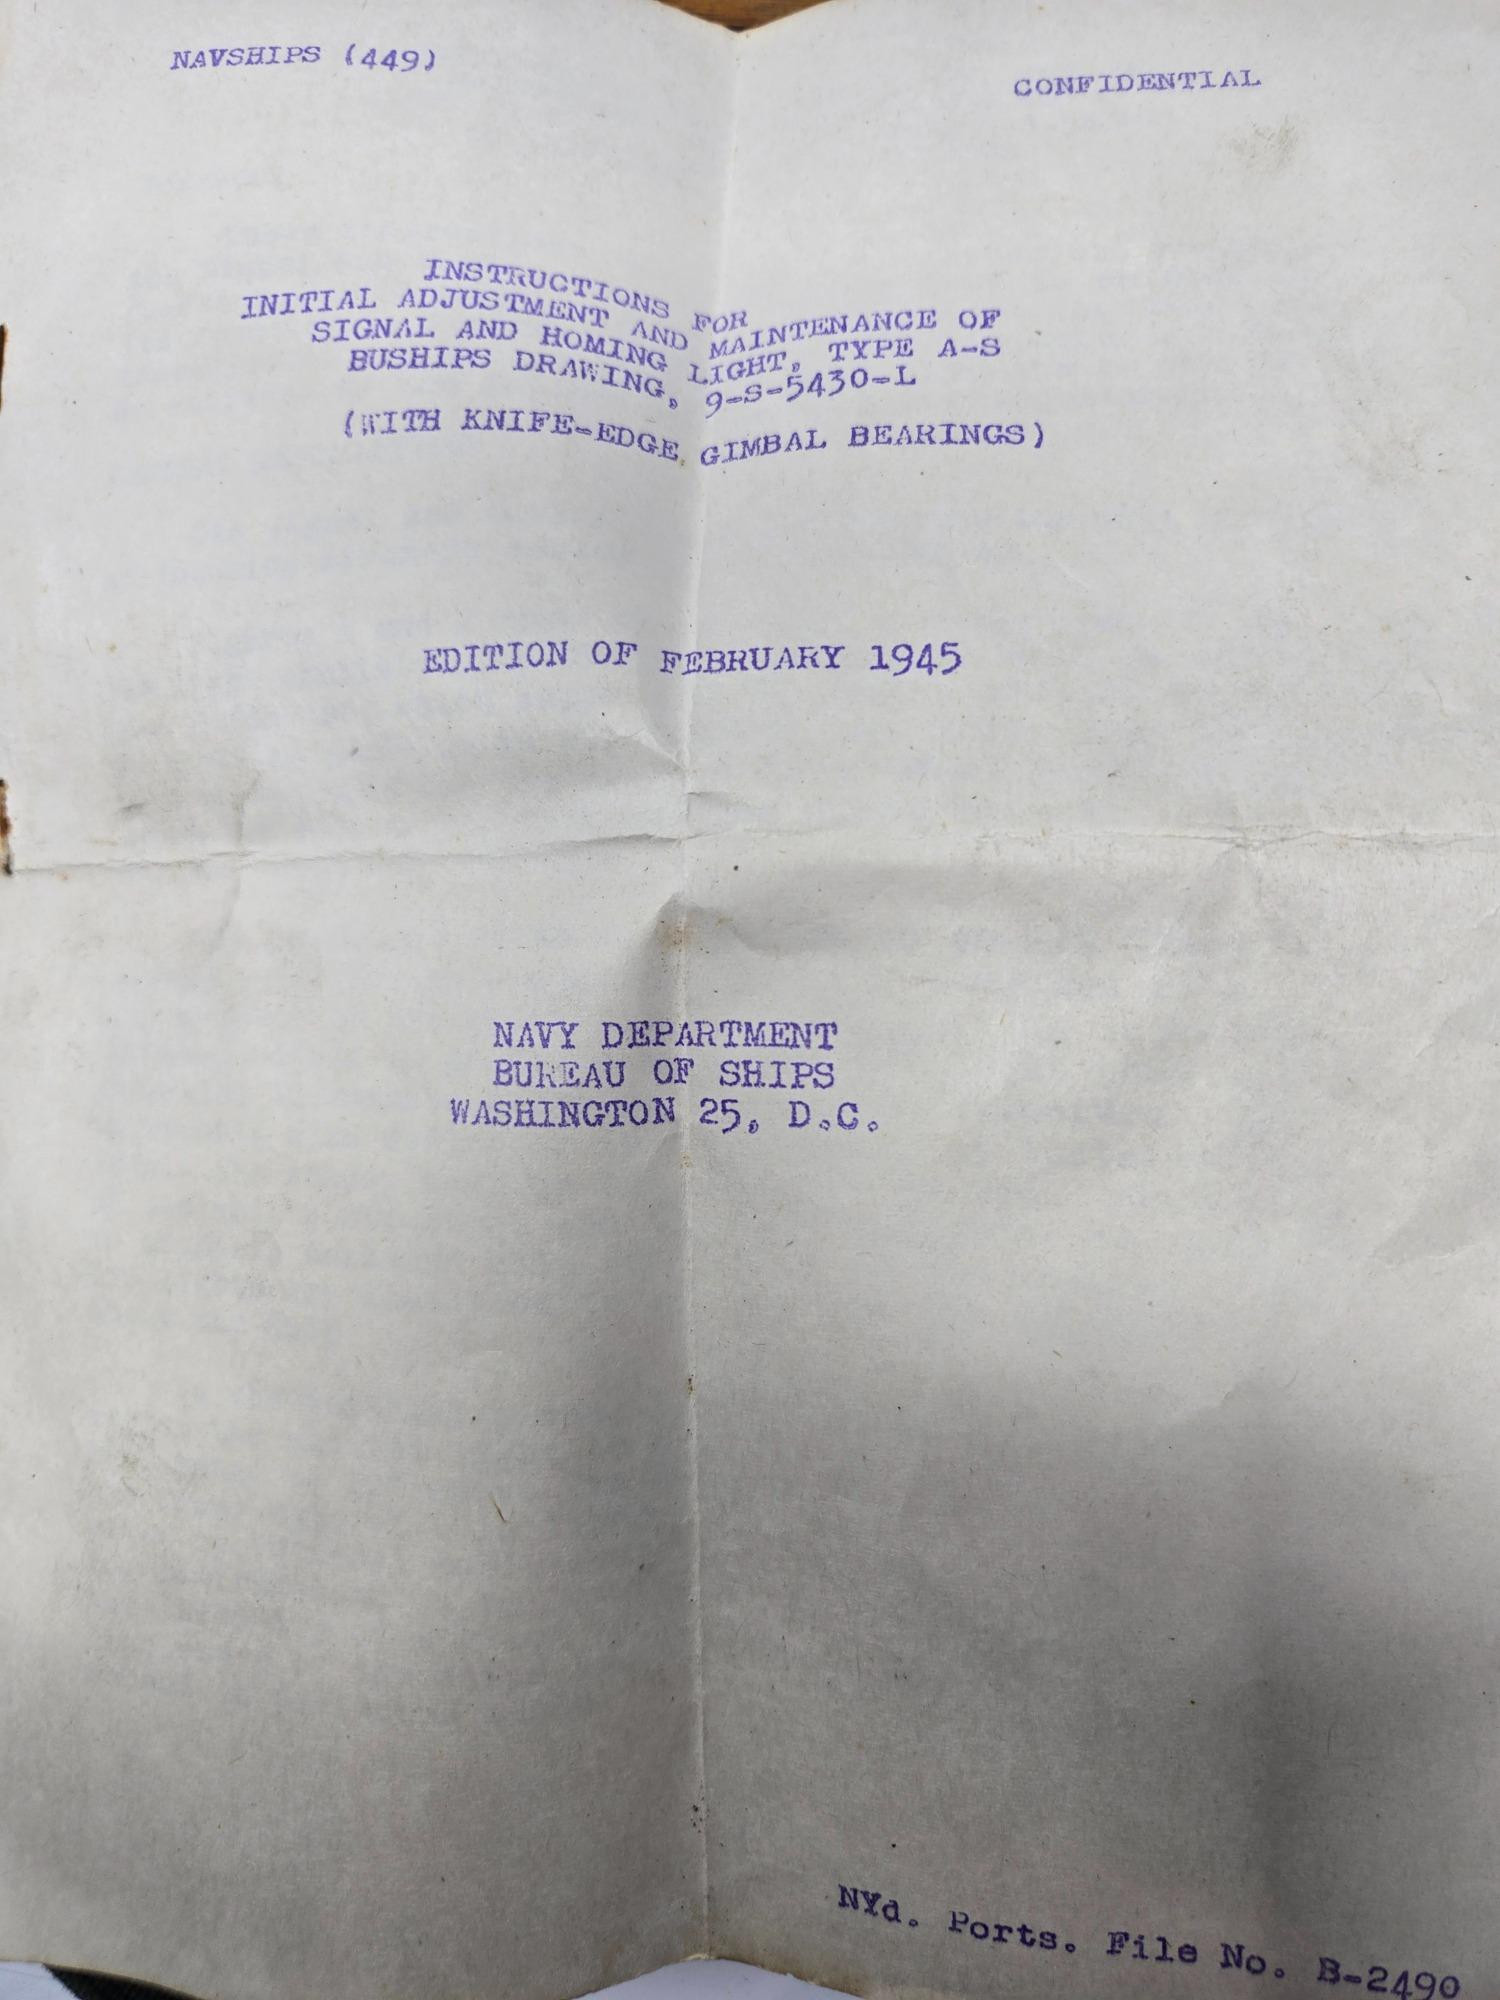 NAVSHIPS (449)
CONFIDENTIAL
INSTRUCTIONS FOR
INITIAL ADJUSTMENT AND MAINTENANCE OF
SIGNAL AND HOMING LIGHT, TYPE A-S
BUSHIPS DRAWING, 9-S-5430-L
(WITH KNIFE-EDGE GIMBAL BEARINGS)
EDITION OF FEBRUARY 1945
NAVY DEPARTMENT
BUREAU OF SHIPS
WASHINGTON 25, D.C.
NYd. Ports. File No. B-2490